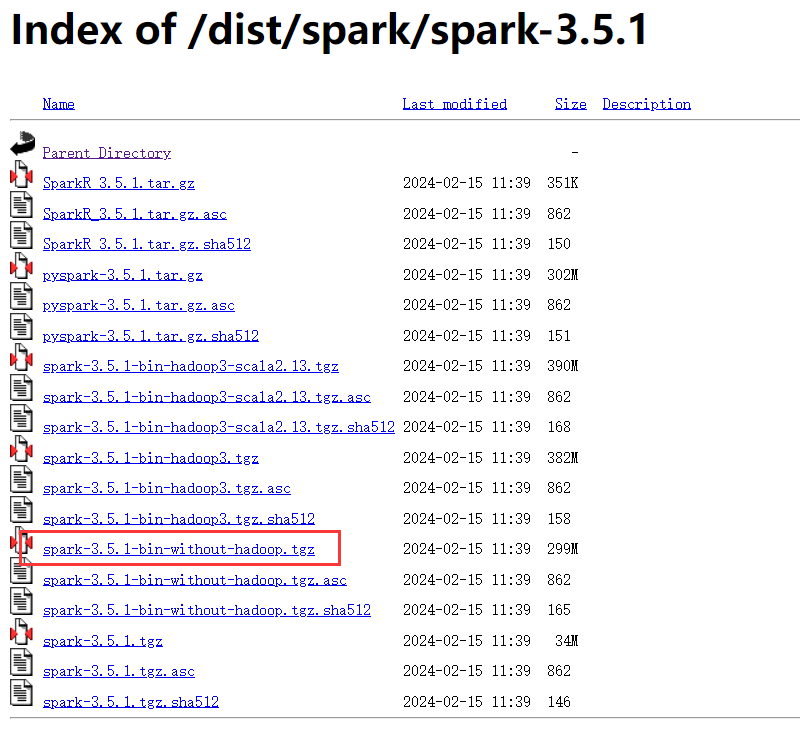 Index of /dist/spark/spark-3.5.1
Name Last modified Size Description
Parent Directory -
SparkR_3.5.1.tar.gz 2024-02-15 11:39 351K
SparkR_3.5.1.tar.gz.asc 2024-02-15 11:39 862
SparkR_3.5.1.tar.gz.sha512 2024-02-15 11:39 150
pyspark-3.5.1.tar.gz 2024-02-15 11:39 302M
pyspark-3.5.1.tar.gz.asc 2024-02-15 11:39 862
pyspark-3.5.1.tar.gz.sha512 2024-02-15 11:39 151
spark-3.5.1-bin-hadoop3-scala2.13.tgz 2024-02-15 11:39 390M
spark-3.5.1-bin-hadoop3-scala2.13.tgz.asc 2024-02-15 11:39 862
spark-3.5.1-bin-hadoop3-scala2.13.tgz.sha512 2024-02-15 11:39 168
spark-3.5.1-bin-hadoop3.tgz 2024-02-15 11:39 382M
spark-3.5.1-bin-hadoop3.tgz.asc 2024-02-15 11:39 862
spark-3.5.1-bin-hadoop3.tgz.sha512 2024-02-15 11:39 158
spark-3.5.1-bin-without-hadoop.tgz 2024-02-15 11:39 299M
spark-3.5.1-bin-without-hadoop.tgz.asc 2024-02-15 11:39 862
spark-3.5.1-bin-without-hadoop.tgz.sha512 2024-02-15 11:39 165
spark-3.5.1.tgz 2024-02-15 11:39 34M
spark-3.5.1.tgz.asc 2024-02-15 11:39 862
spark-3.5.1.tgz.sha512 2024-02-15 11:39 146